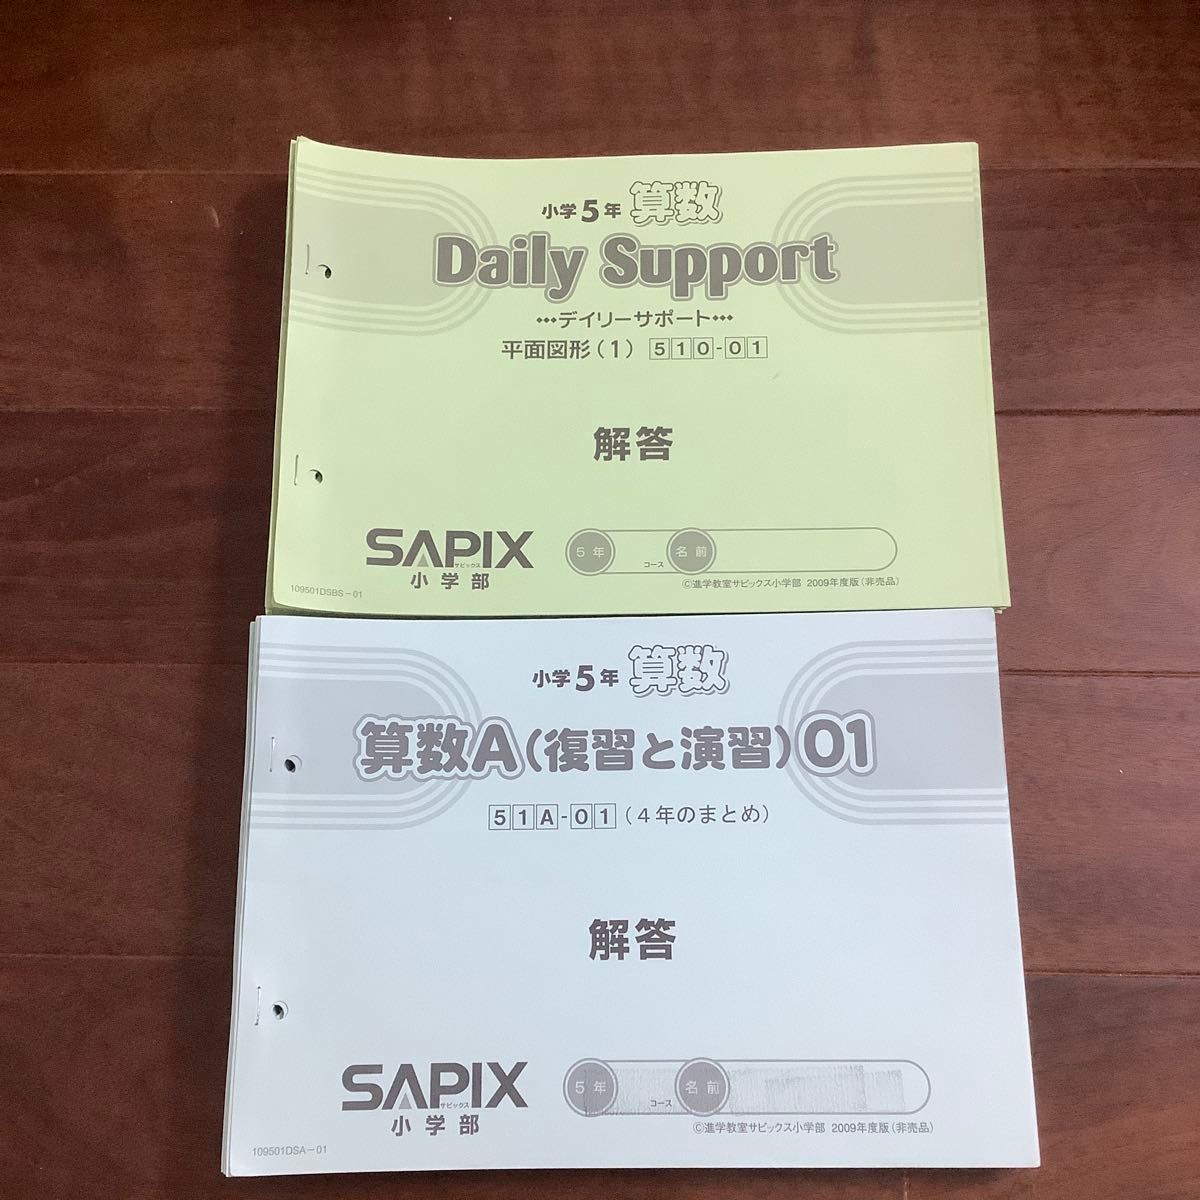 小学5年 算数
Daily Support
…デイリーサポート…
平面図形(1) 510-01
解答
SAPIX
サピックス
小学部
5年 コース 名前
109501DSBS-01
©進学教室サピックス小学部 2009年度版(非売品)
小学5年 算数
算数A(復習と演習)01
51A-01(4年のまとめ)
解答
SAPIX
サピックス
小学部
5年 コース 名前
109501DSA-01
©進学教室サピックス小学部 2009年度版(非売品)